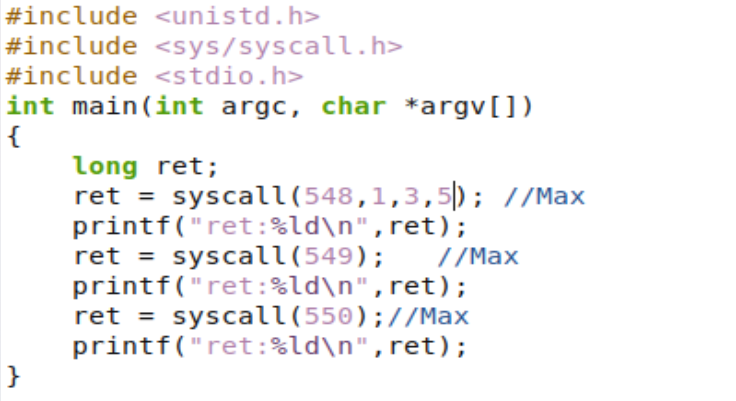 #include <unistd.h>
#include <sys/syscall.h>
#include <stdio.h>
int main(int argc, char *argv[])
{
    long ret;
    ret = syscall(548,1,3,5); //Max
    printf("ret:%ld\n",ret);
    ret = syscall(549);   //Max
    printf("ret:%ld\n",ret);
    ret = syscall(550);//Max
    printf("ret:%ld\n",ret);
}